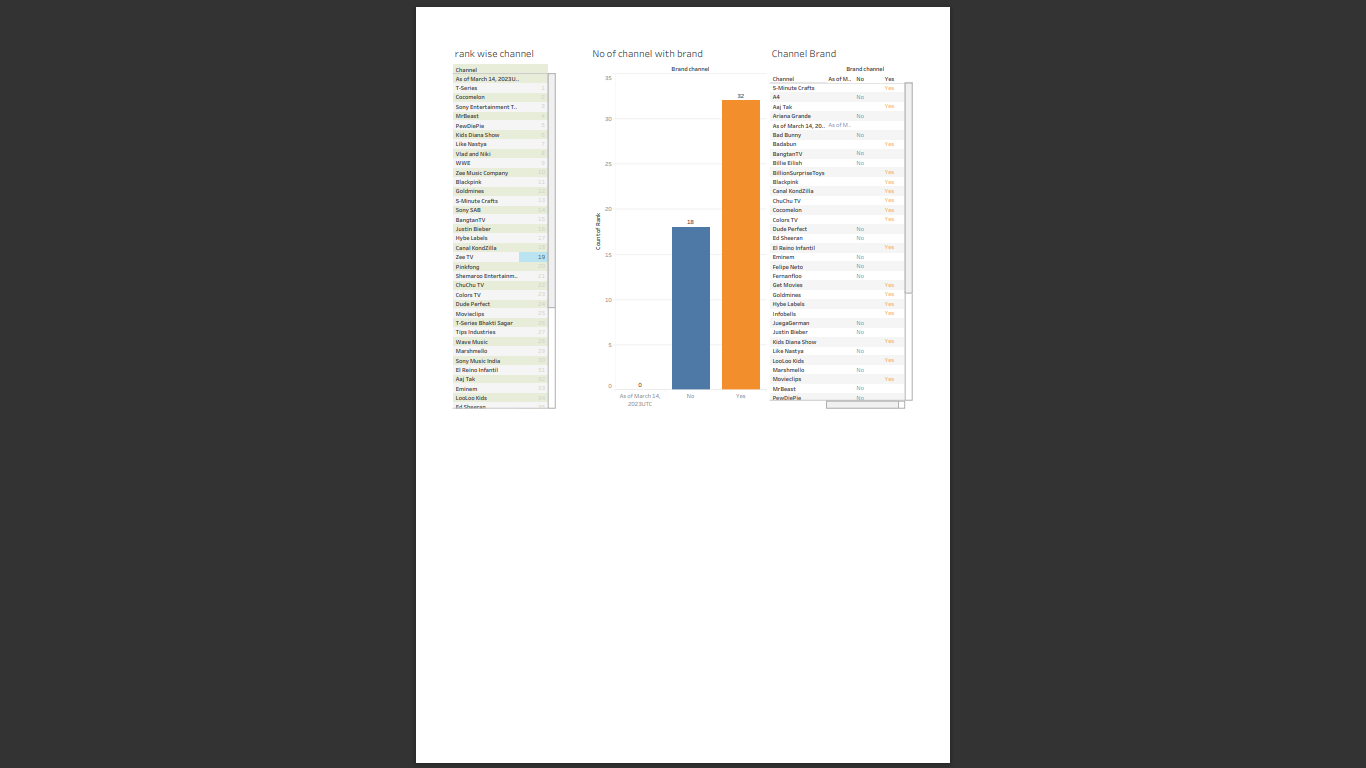 rank wise channel
Channel
As of March 14, 2023U..
T-Series 1
Cocomelon 2
Sony Entertainment T.. 3
MrBeast 4
PewDiePie 5
Kids Diana Show 6
Like Nastya 7
Vlad and Niki 8
WWE 9
Zee Music Company 10
Blackpink 11
Goldmines 12
5-Minute Crafts 13
Sony SAB 14
BangtanTV 15
Justin Bieber 16
Hybe Labels 17
Canal KondZilla 18
Zee TV 19
Pinkfong 20
Shemaroo Entertainm.. 21
ChuChu TV 22
Colors TV 23
Dude Perfect 24
Movieclips 25
T-Series Bhakti Sagar 26
Tips Industries 27
Wave Music 28
Marshmello 29
Sony Music India 30
El Reino Infantil 31
Aaj Tak 32
Eminem 33
LooLoo Kids 34
Ed Sheeran 35
No of channel with brand
Brand channel
Count of Rank
35
30
25
20
15
10
5
0
0
18
32
As of March 14,
2023UTC
No
Yes
Channel Brand
Brand channel
Channel As of M.. No Yes
5-Minute Crafts Yes
A4 No
Aaj Tak Yes
Ariana Grande No
As of March 14, 20.. As of M..
Bad Bunny No
Badabun Yes
BangtanTV No
Billie Eilish No
BillionSurpriseToys Yes
Blackpink Yes
Canal KondZilla Yes
ChuChu TV Yes
Cocomelon Yes
Colors TV Yes
Dude Perfect No
Ed Sheeran No
El Reino Infantil Yes
Eminem No
Felipe Neto No
Fernanfloo No
Get Movies Yes
Goldmines Yes
Hybe Labels Yes
Infobells Yes
JuegaGerman No
Justin Bieber No
Kids Diana Show Yes
Like Nastya No
LooLoo Kids Yes
Marshmello No
Movieclips Yes
MrBeast No
PewDiePie No